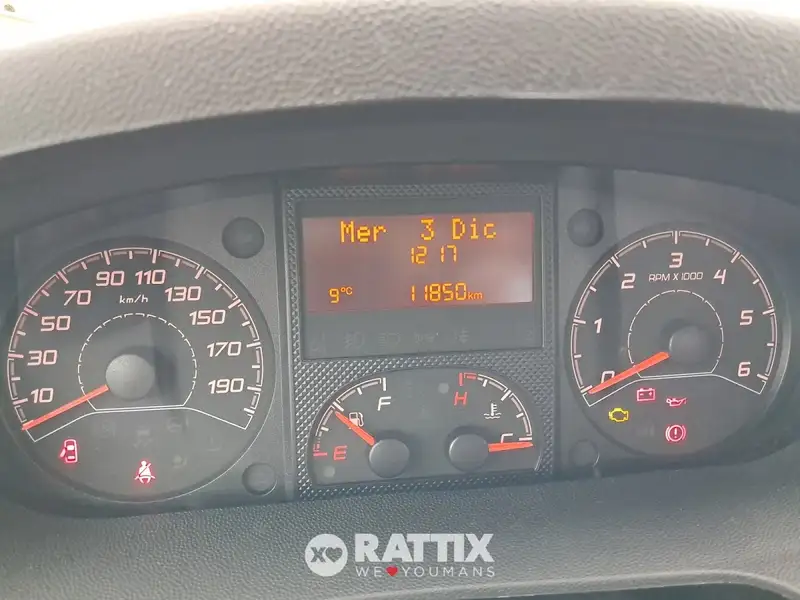 Mer 3 Dic
12 17
9°C 11850 km
10 30 50 70 90 110 130 150 170 190
km/h
0 1 2 3 4 5 6
RPM X 1000
E F
H C
RATTIX
WE YOUMANS